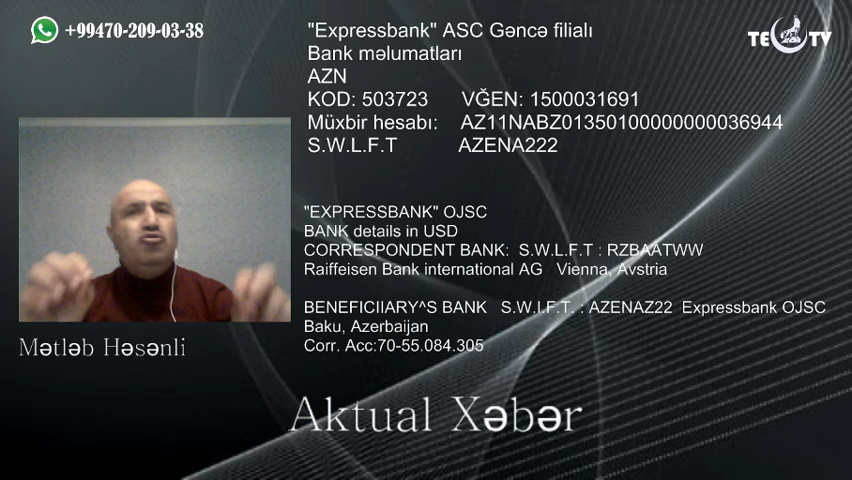 +99470-209-03-38
"Expressbank" ASC Gəncə filialı
Bank məlumatları
AZN
KOD: 503723 VĞEN: 1500031691
Müxbir hesabı: AZ11NABZ01350100000000036944
S.W.L.F.T AZENA222
TE TV
"EXPRESSBANK" OJSC
BANK details in USD
CORRESPONDENT BANK: S.W.L.F.T : RZBAATWW
Raiffeisen Bank international AG Vienna, Avstria
BENEFICIIARY^S BANK S.W.I.F.T. : AZENAZ22 Expressbank OJSC
Baku, Azerbaijan
Corr. Acc:70-55.084.305
Mətləb Həsənli
Aktual Xəbər